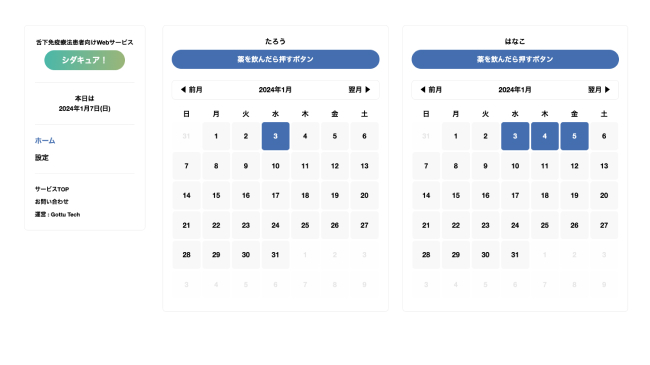 舌下免疫療法患者向けWebサービス
シダキュア！
本日は
2024年1月7日(日)
ホーム
設定
サービスTOP
お問い合わせ
運営 : Gottu Tech
たろう
薬を飲んだら押すボタン
◀ 前月 2024年1月 翌月 ▶
日 月 火 水 木 金 土
31 1 2 3 4 5 6
7 8 9 10 11 12 13
14 15 16 17 18 19 20
21 22 23 24 25 26 27
28 29 30 31 1 2 3
3 4 5 6 7 8 9
はなこ
薬を飲んだら押すボタン
◀ 前月 2024年1月 翌月 ▶
日 月 火 水 木 金 土
31 1 2 3 4 5 6
7 8 9 10 11 12 13
14 15 16 17 18 19 20
21 22 23 24 25 26 27
28 29 30 31 1 2 3
3 4 5 6 7 8 9